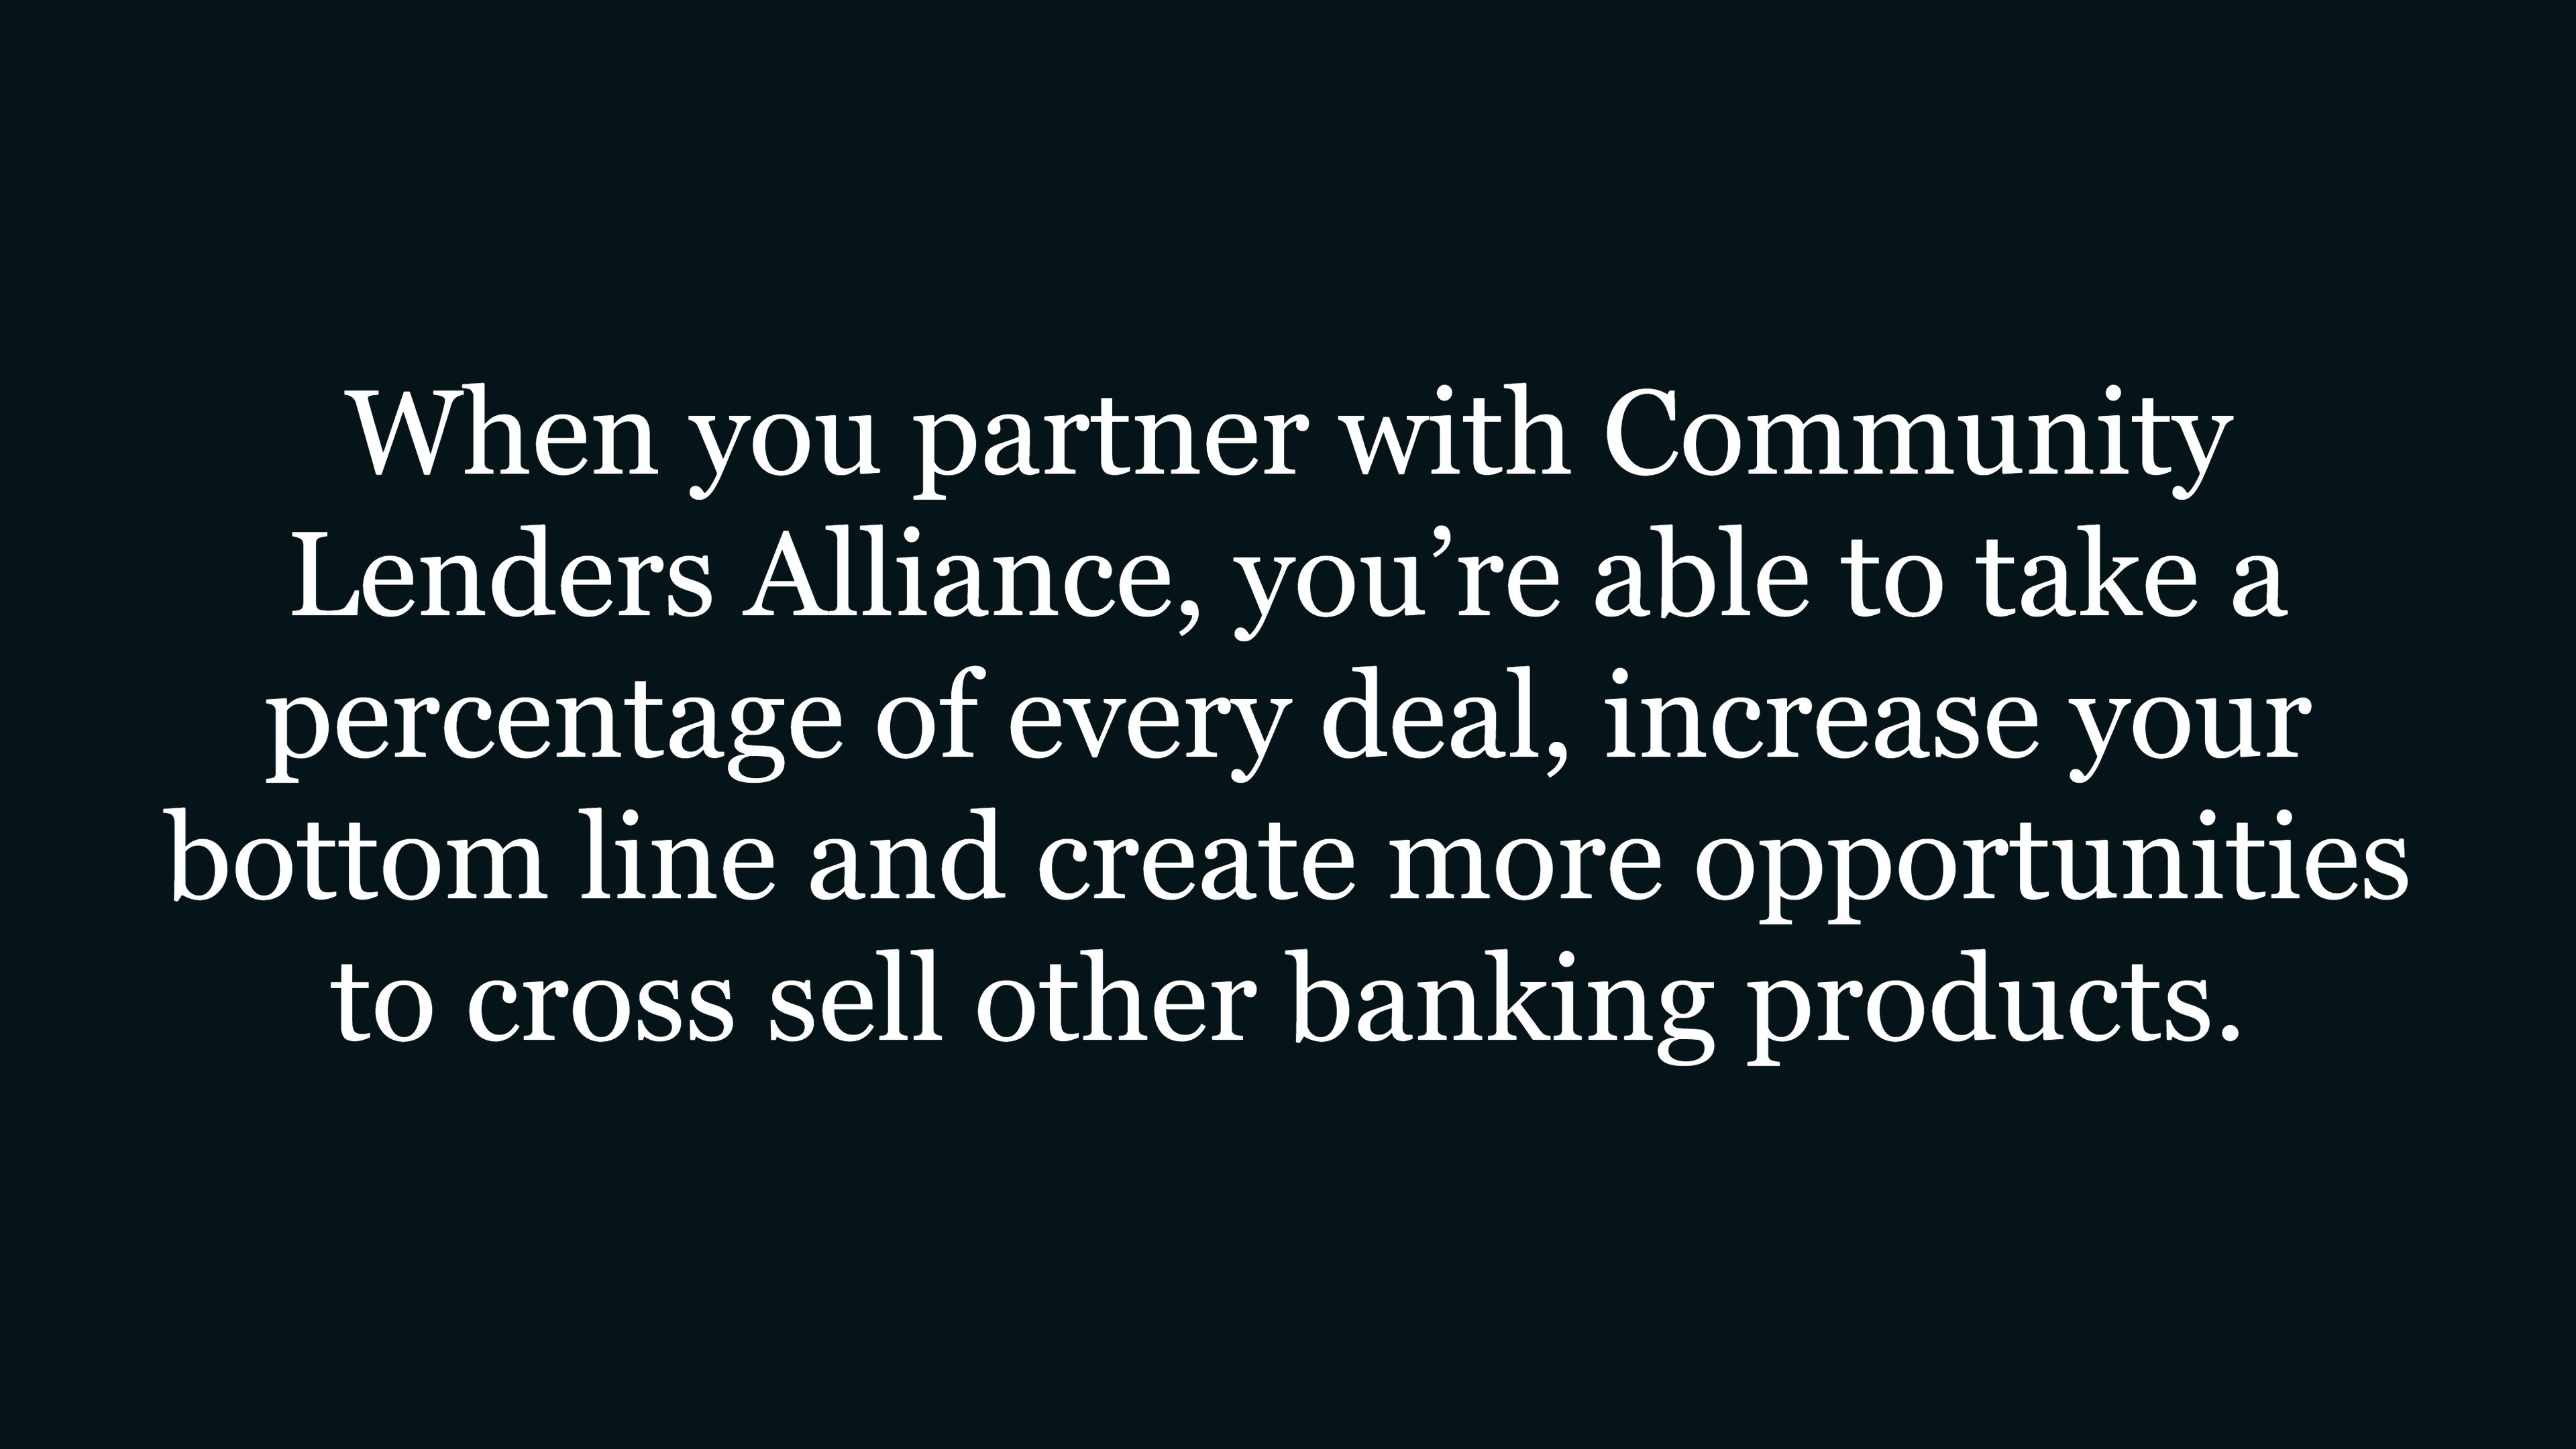 When you partner with Community
Lenders Alliance, you’re able to take a
percentage of every deal, increase your
bottom line and create more opportunities
to cross sell other banking products.